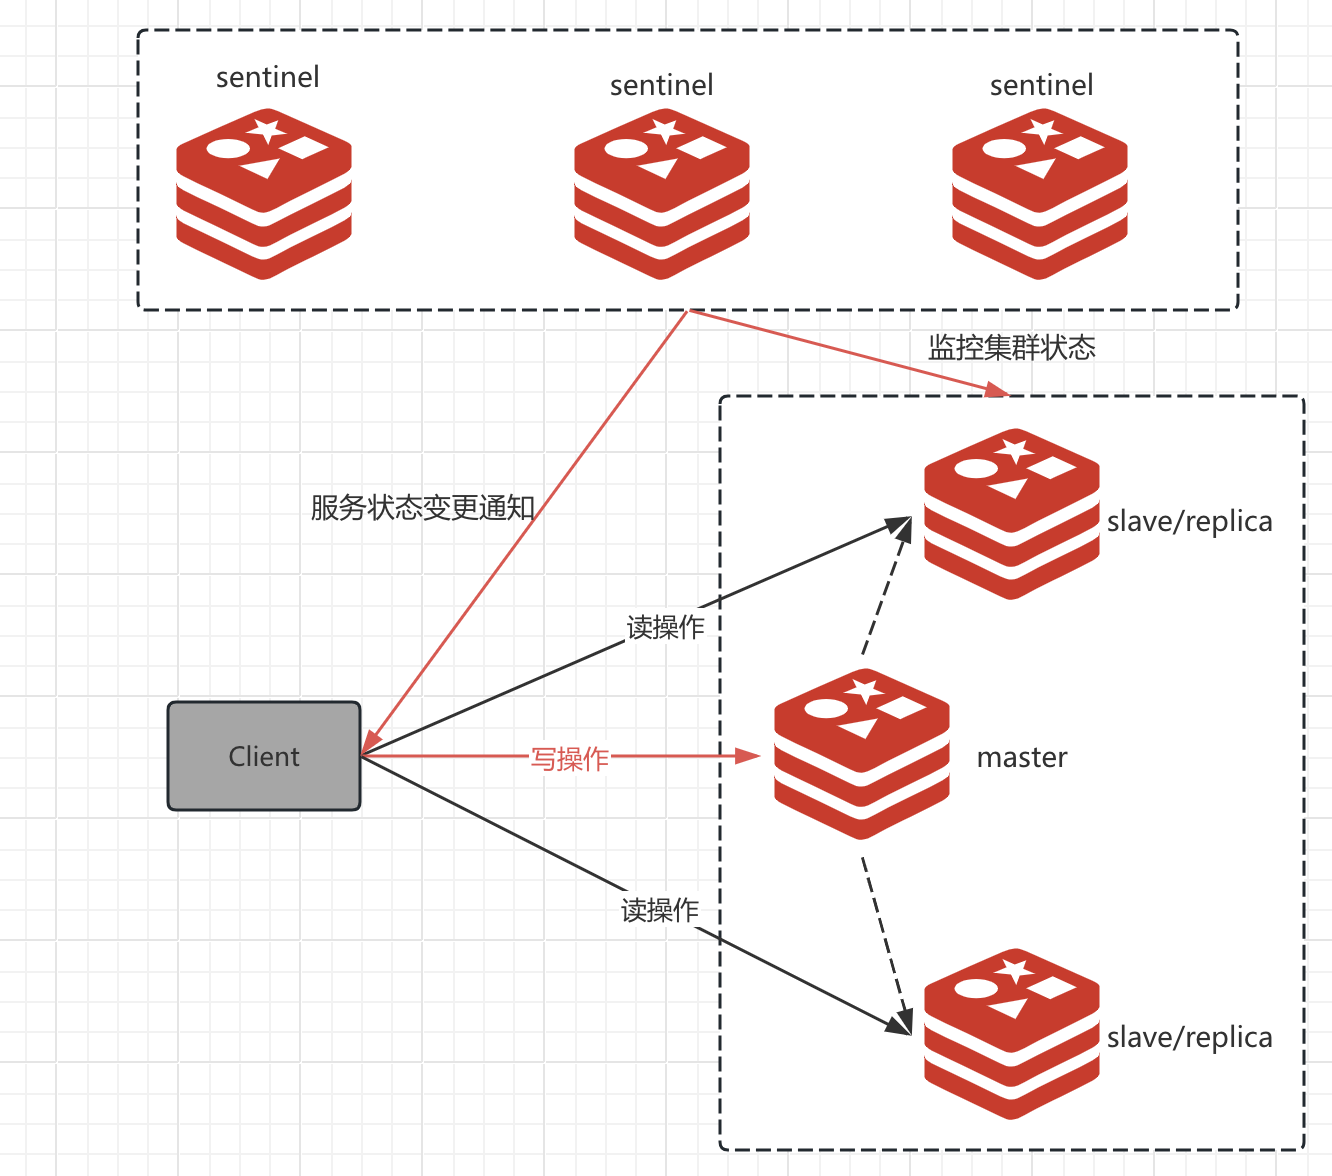 sentinel
sentinel
sentinel
监控集群状态
服务状态变更通知
slave/replica
读操作
Client
写操作
master
读操作
slave/replica